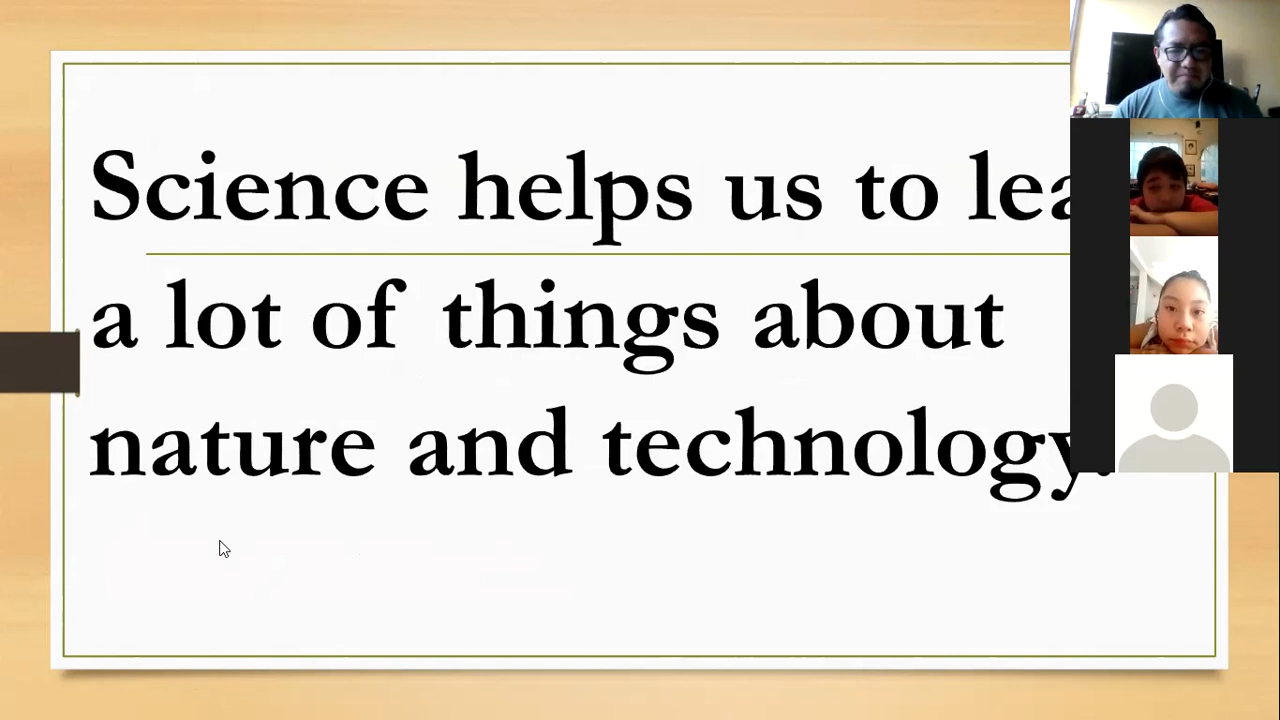 Science helps us to lea
a lot of things about
nature and technology.